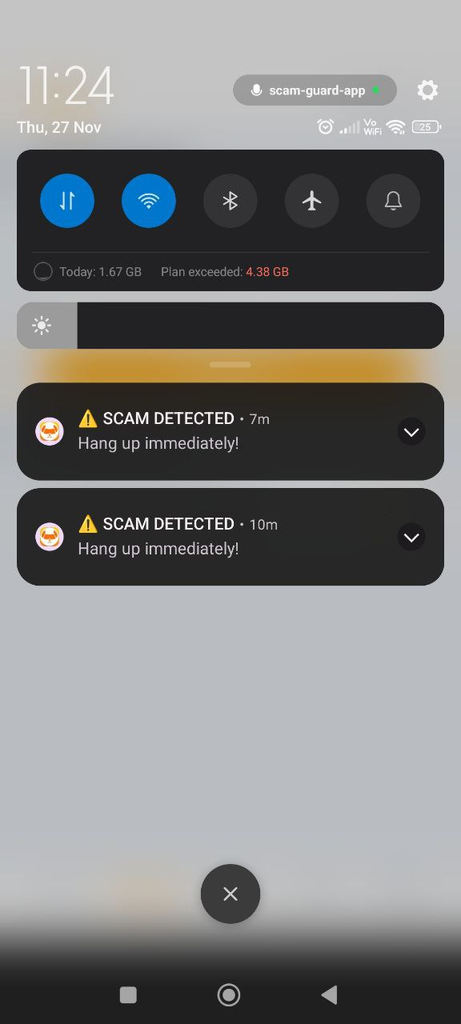 11:24
scam-guard-app
Thu, 27 Nov
Vo
WiFi
25
Today: 1.67 GB Plan exceeded: 4.38 GB
⚠️ SCAM DETECTED • 7m
Hang up immediately!
⚠️ SCAM DETECTED • 10m
Hang up immediately!